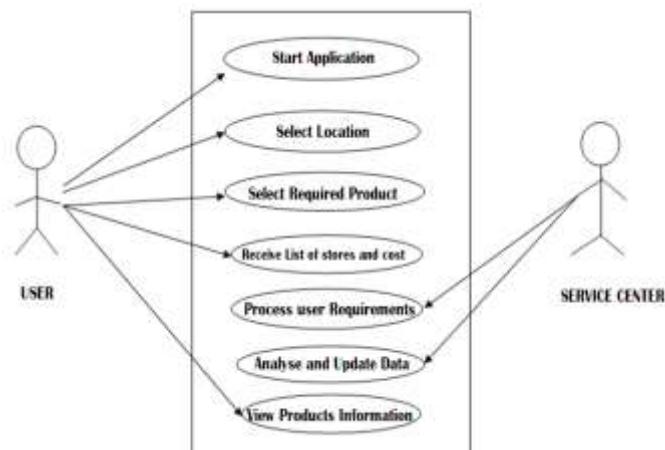 Start Application
Select Location
Select Required Product
Receive List of stores and cost
USER
SERVICE CENTER
Process user Requirements
Analyse and Update Data
View Products Information